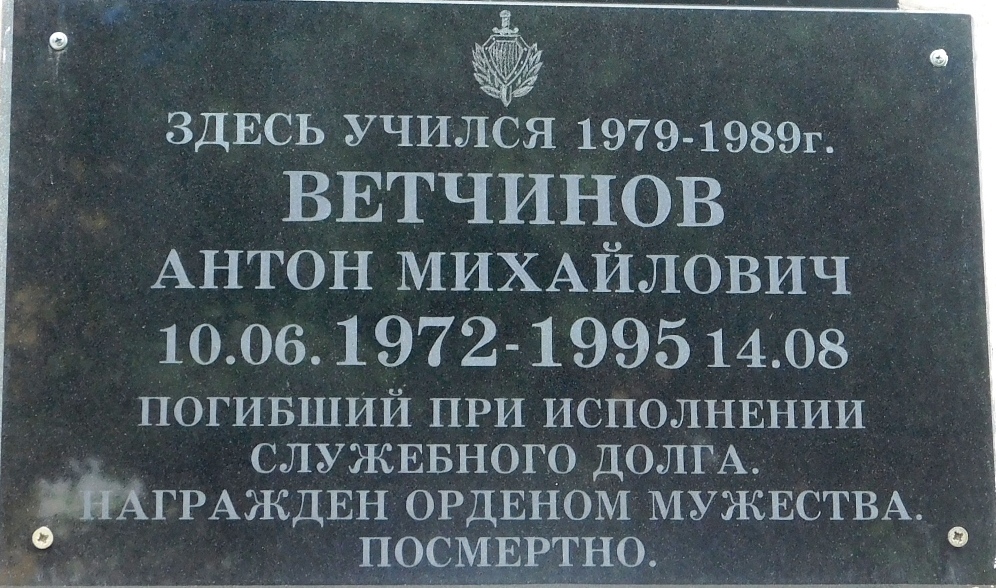 ЗДЕСЬ УЧИЛСЯ 1979-1989г.
ВЕТЧИНОВ
АНТОН МИХАЙЛОВИЧ
10.06. 1972-1995 14.08
ПОГИБШИЙ ПРИ ИСПОЛНЕНИИ
СЛУЖЕБНОГО ДОЛГА.
НАГРАЖДЕН ОРДЕНОМ МУЖЕСТВА.
ПОСМЕРТНО.